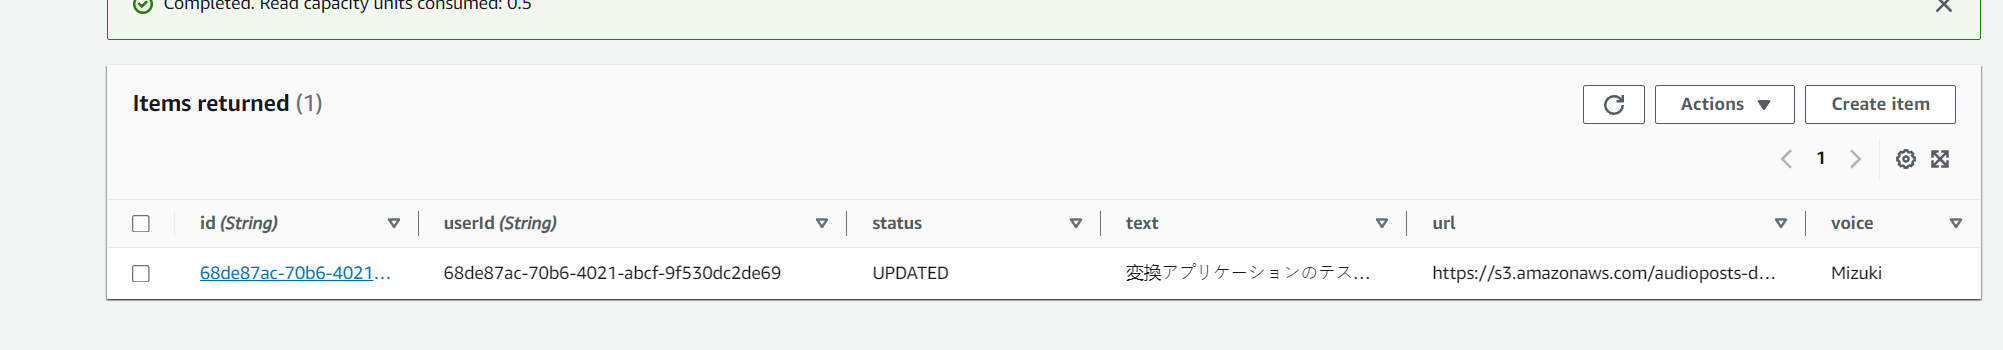 Completed. Read capacity units consumed: 0.5
Items returned (1)
Actions
Create item
1
id (String) userId (String) status text url voice
68de87ac-70b6-4021... 68de87ac-70b6-4021-abcf-9f530dc2de69 UPDATED 変換アプリケーションのテス... https://s3.amazonaws.com/audioposts-d... Mizuki